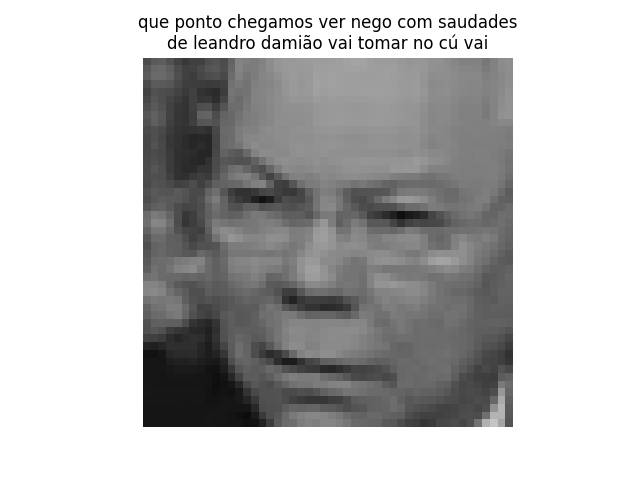 que ponto chegamos ver nego com saudades
de leandro damião vai tomar no cú vai